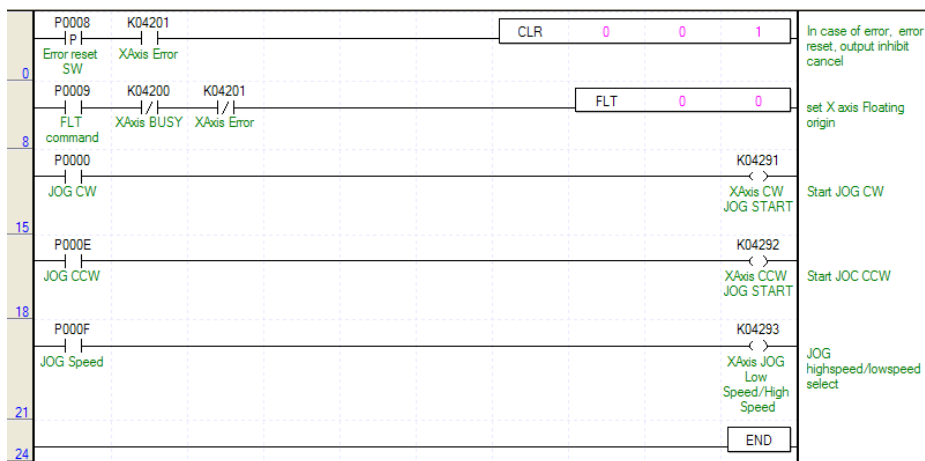 P0008 K04201
P CLR 0 0 1
Error reset SW XAxis Error
In case of error, error reset, output inhibit cancel
0
P0009 K04200 K04201
FLT 0 0
FLT command XAxis BUSY XAxis Error
set X axis Floating origin
8
P0000 K04291
JOG CW XAxis CW JOG START
Start JOG CW
15
P000E K04292
JOG CCW XAxis CCW JOG START
Start JOC CCW
18
P000F K04293
JOG Speed XAxis JOG Low Speed/High Speed
JOG highspeed/lowspeed select
21
END
24